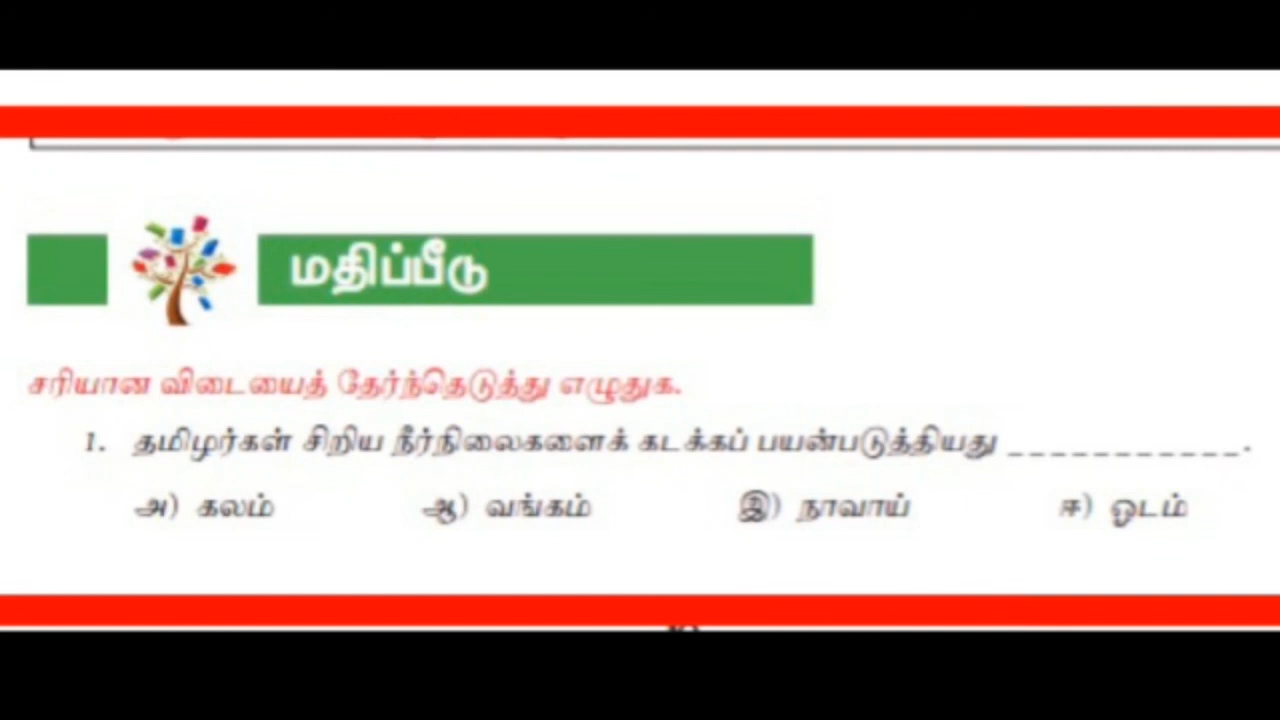 மதிப்பீடு
சரியான விடையைத் தேர்ந்தெடுத்து எழுதுக.
1. தமிழர்கள் சிறிய நீர்நிலைகளைக் கடக்கப் பயன்படுத்தியது ___________.
அ) கலம் ஆ) வங்கம் இ) நாவாய் ஈ) ஓடம்